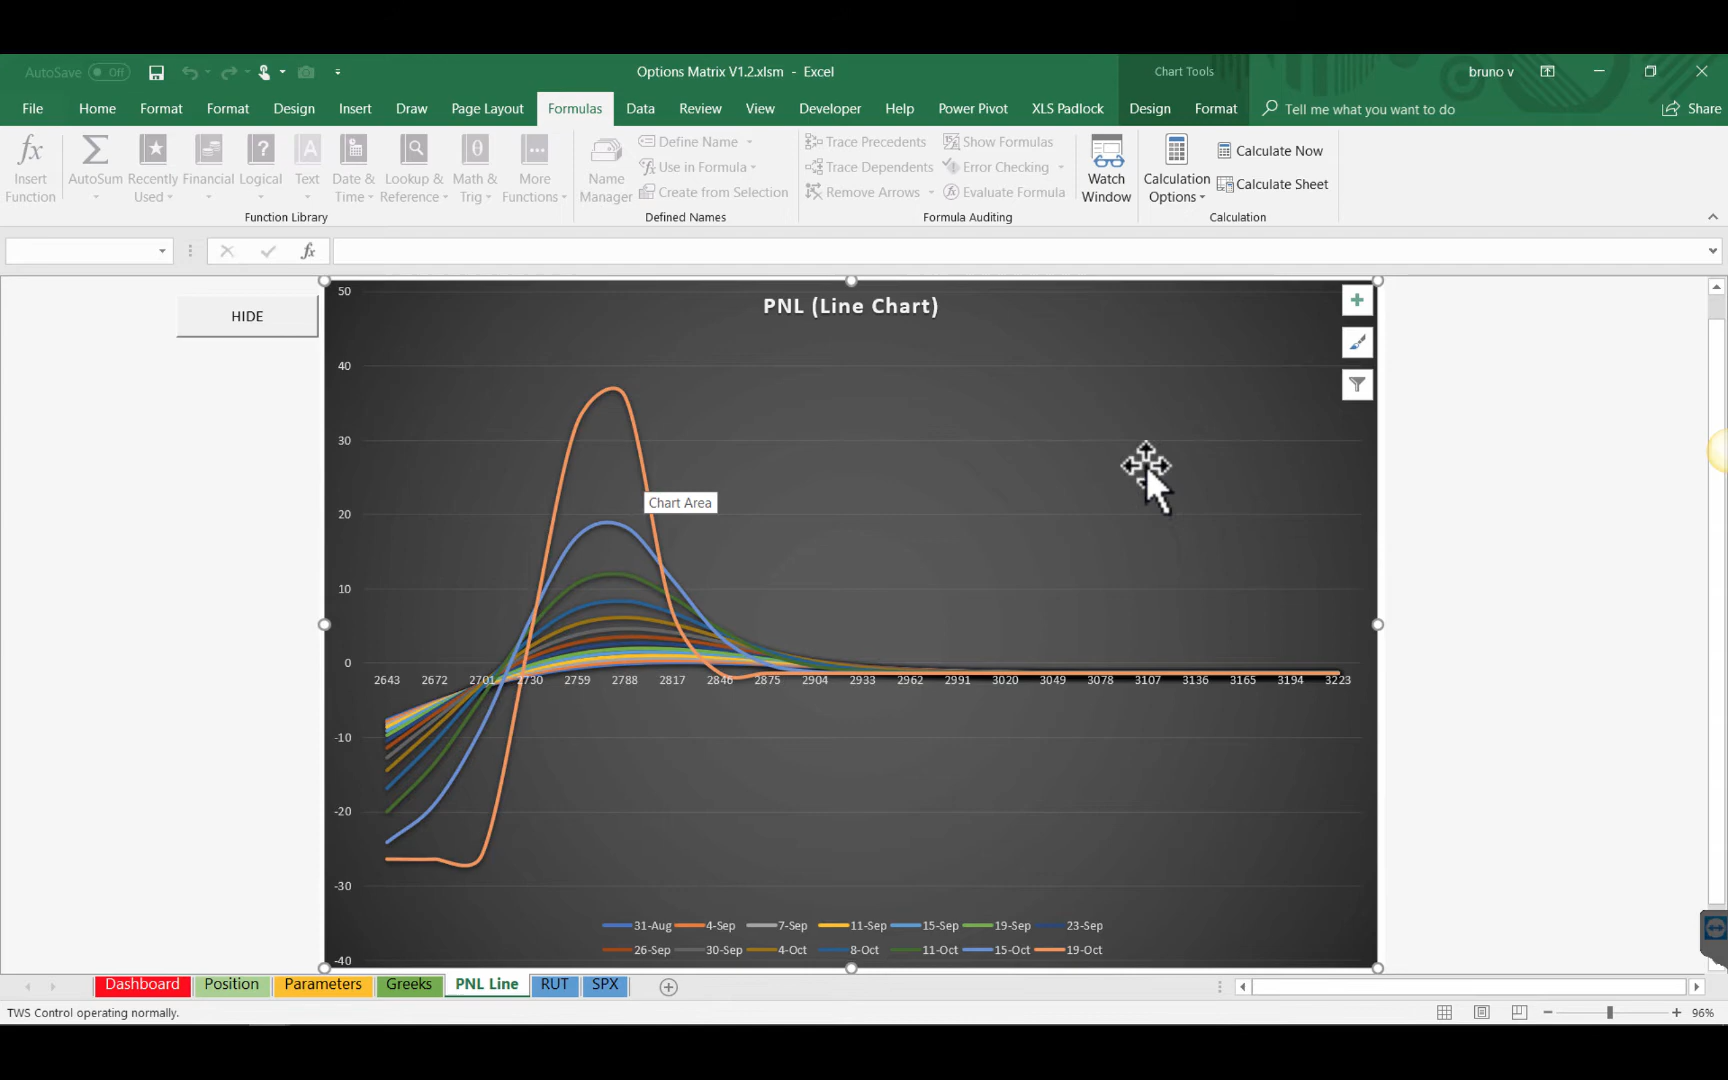 AutoSave Off
Options Matrix V1.2.xlsm - Excel
Chart Tools
bruno v
File Home Format Format Design Insert Draw Page Layout Formulas Data Review View Developer Help Power Pivot XLS Padlock Design Format Tell me what you want to do Share
Insert Function
AutoSum
Recently Used
Financial
Logical
Text
Date & Time
Lookup & Reference
Math & Trig
More Functions
Function Library
Name Manager
Define Name
Use in Formula
Create from Selection
Defined Names
Trace Precedents
Trace Dependents
Remove Arrows
Show Formulas
Error Checking
Evaluate Formula
Formula Auditing
Watch Window
Calculation Options
Calculate Now
Calculate Sheet
Calculation
fx
HIDE
PNL (Line Chart)
50
40
30
20
10
0
-10
-20
-30
-40
Chart Area
2643 2672 2701 2730 2759 2788 2817 2846 2875 2904 2933 2962 2991 3020 3049 3078 3107 3136 3165 3194 3223
31-Aug 4-Sep 7-Sep 11-Sep 15-Sep 19-Sep 23-Sep
26-Sep 30-Sep 4-Oct 8-Oct 11-Oct 15-Oct 19-Oct
Dashboard Position Parameters Greeks PNL Line RUT SPX
TWS Control operating normally.
96%